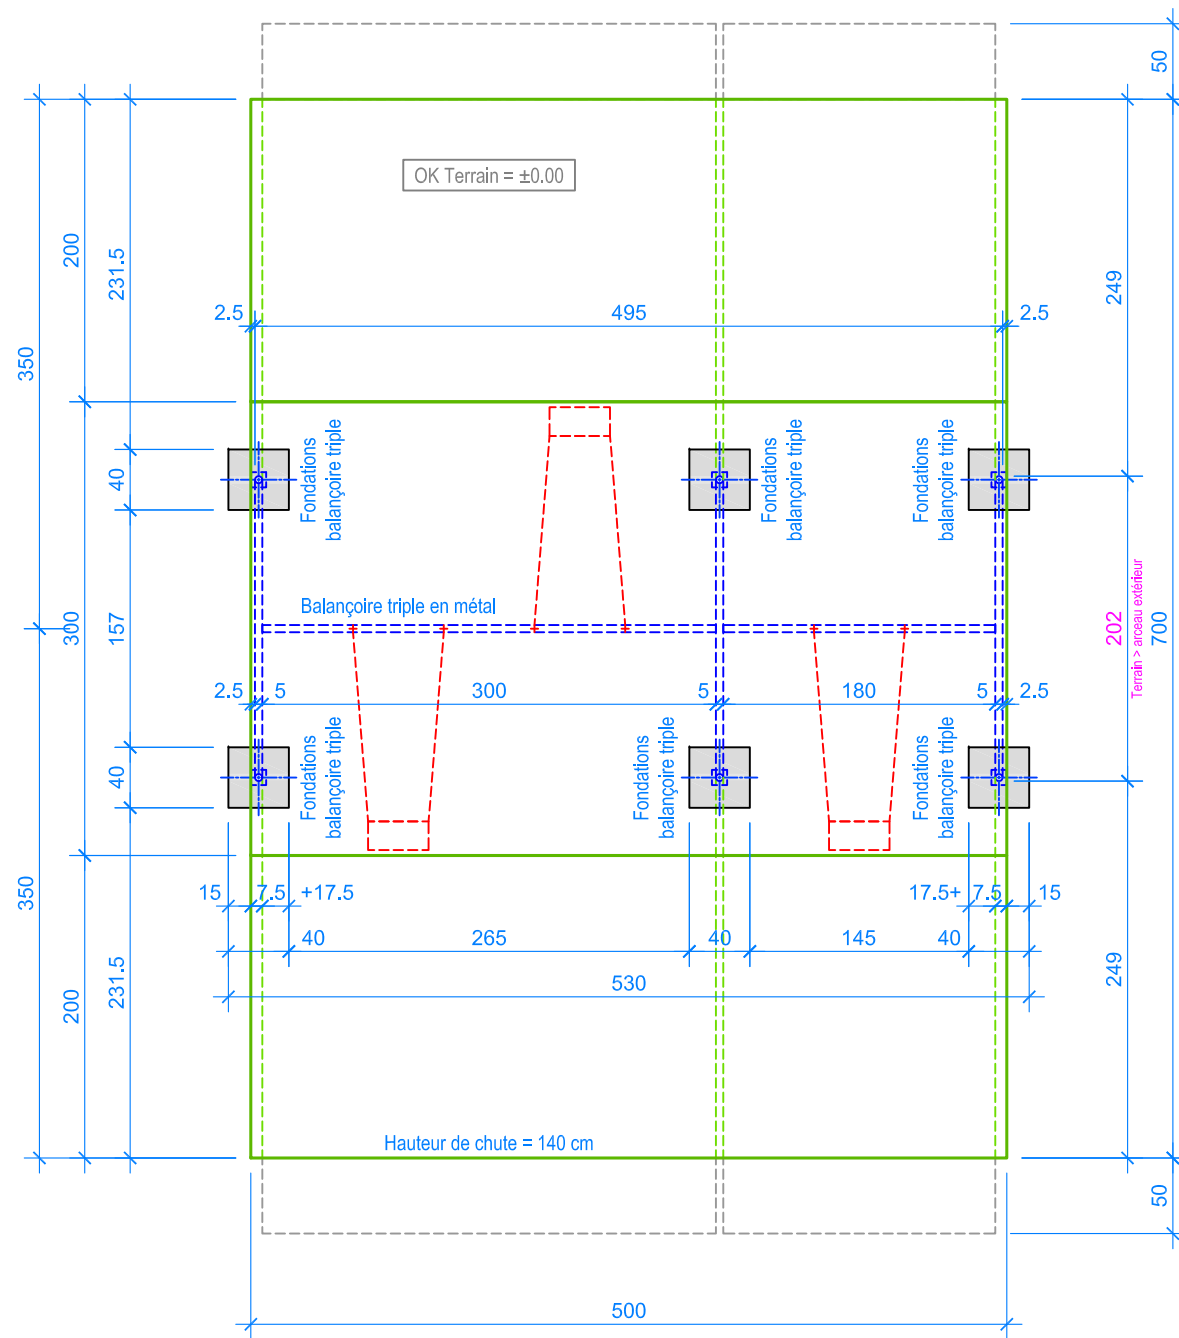 50
OK Terrain = ±0.00
200
231.5
249
2.5
495
2.5
350
Fondations
balançoire triple
Fondations
balançoire triple
Fondations
balançoire triple
40
Balançoire triple en métal
300
157
202
Terrain > arceau extérieur
700
2.5
5
300
5
180
5
2.5
Fondations
balançoire triple
Fondations
balançoire triple
Fondations
balançoire triple
40
350
15
7.5
+17.5
17.5+
7.5
15
40
265
40
145
40
231.5
249
200
530
Hauteur de chute = 140 cm
50
500